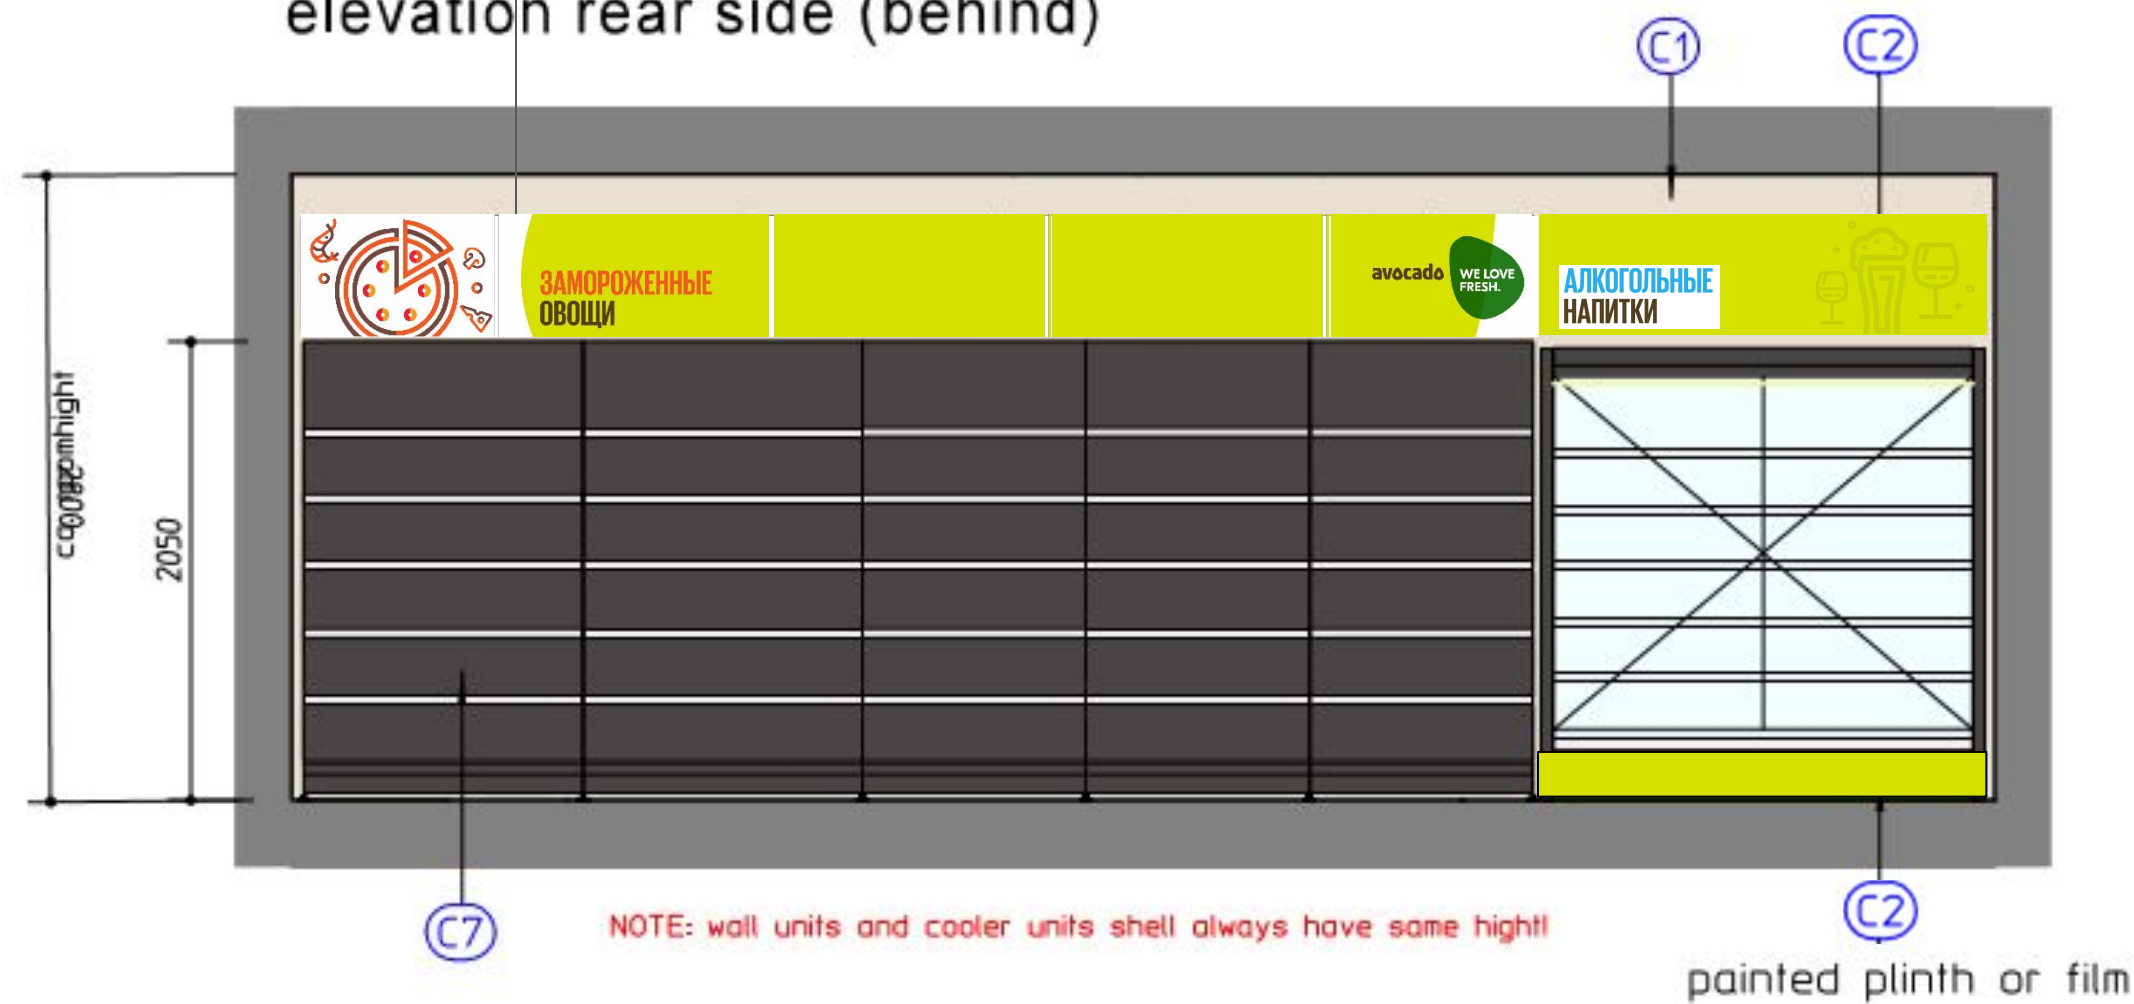 elevation rear side (behind)
C1
C2
ЗАМОРОЖЕННЫЕ
ОВОЩИ
avocado
WE LOVE
FRESH.
АЛКОГОЛЬНЫЕ
НАПИТКИ
2050
C7
NOTE: wall units and cooler units shell always have same hight!
C2
painted plinth or film